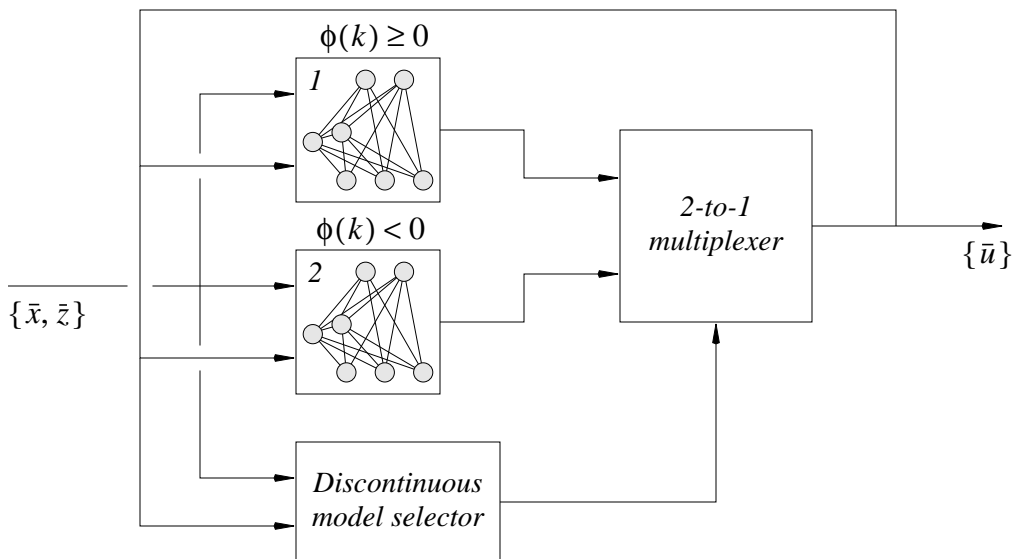 ϕ(k) ≥ 0
1
2-to-1
multiplexer
ϕ(k) < 0
2
{x̄, z̄}
{ū}
Discontinuous
model selector